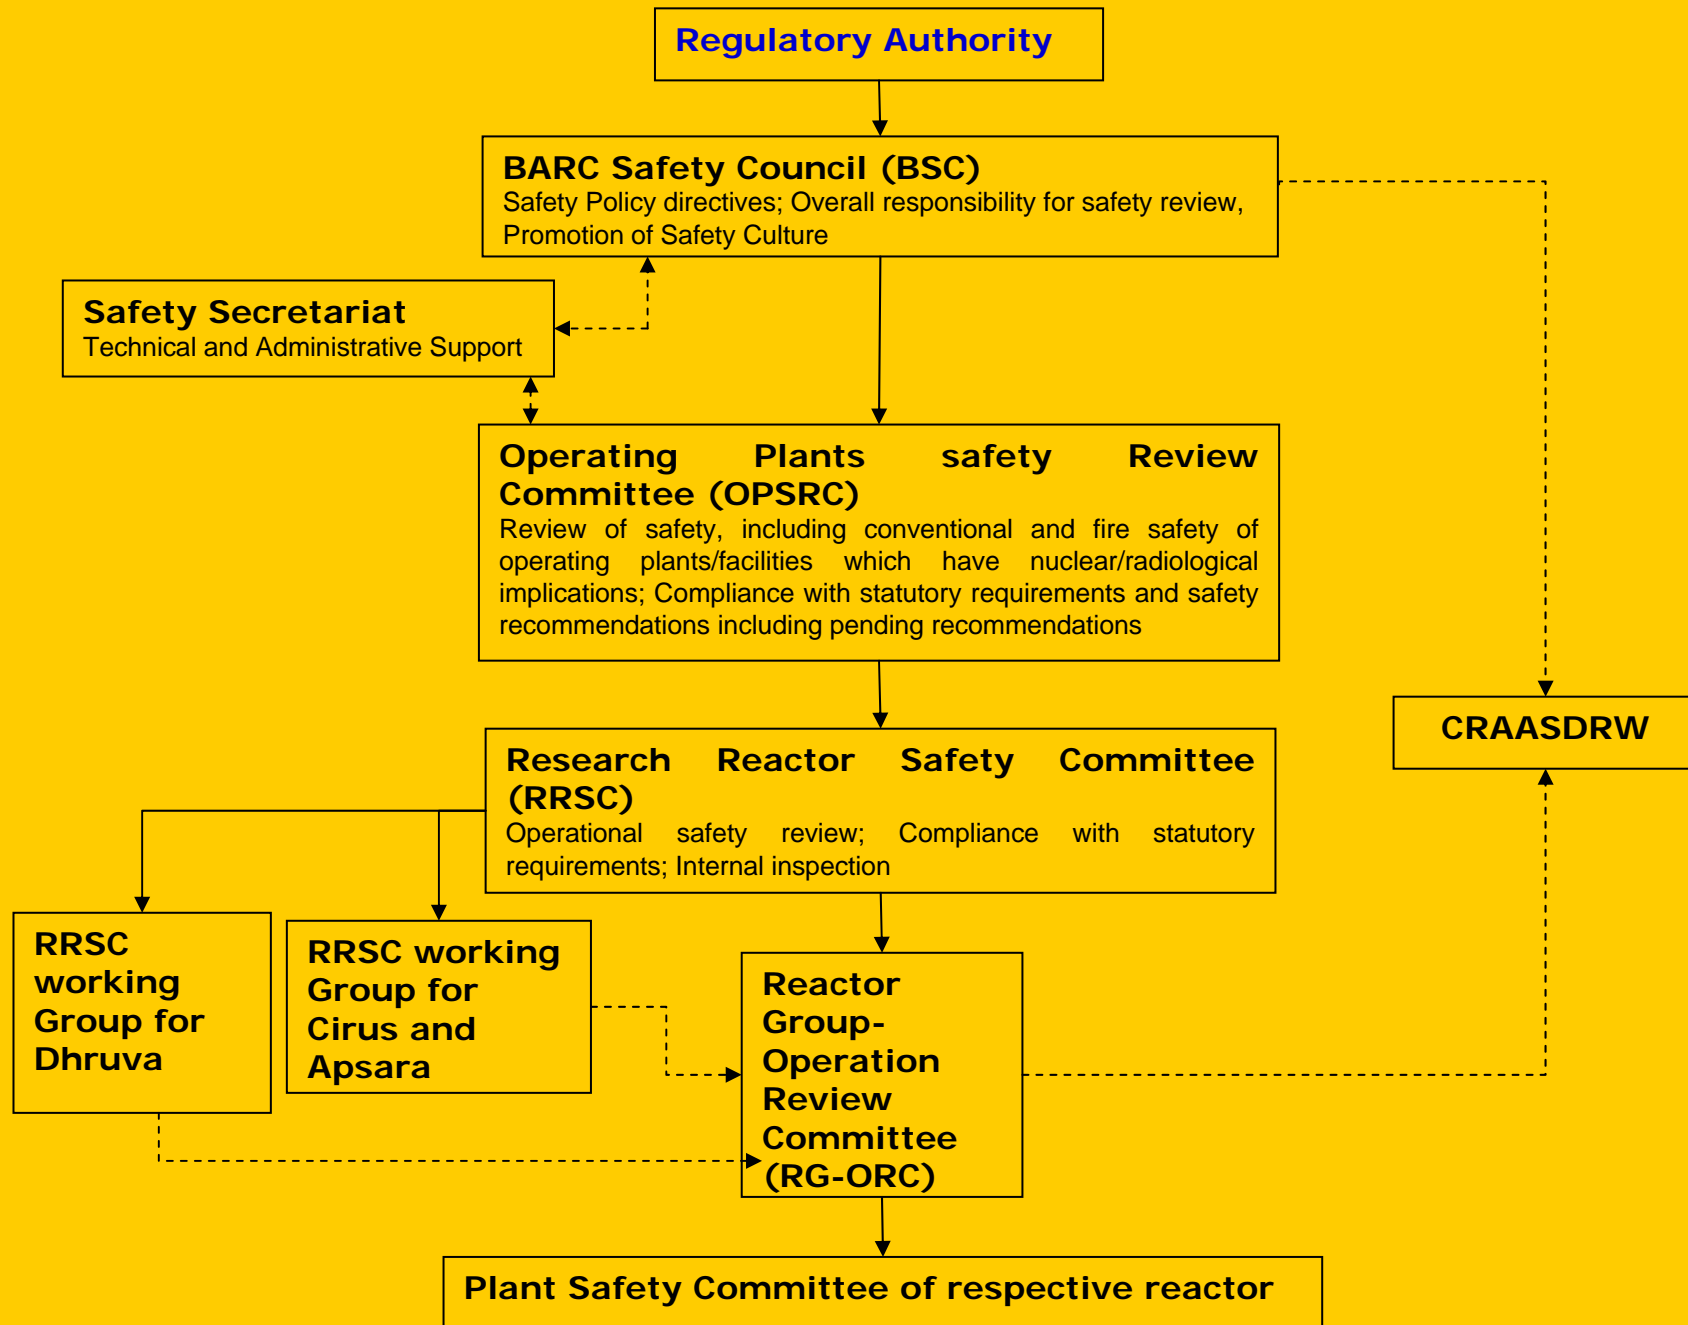 Regulatory Authority
BARC Safety Council (BSC)
Safety Policy directives; Overall responsibility for safety review,
Promotion of Safety Culture
Safety Secretariat
Technical and Administrative Support
Operating Plants safety Review
Committee (OPSRC)
Review of safety, including conventional and fire safety of
operating plants/facilities which have nuclear/radiological
implications; Compliance with statutory requirements and safety
recommendations including pending recommendations
CRAASDRW
Research Reactor Safety Committee
(RRSC)
Operational safety review; Compliance with statutory
requirements; Internal inspection
RRSC
working
Group for
Dhruva
RRSC working
Group for
Cirus and
Apsara
Reactor
Group-
Operation
Review
Committee
(RG-ORC)
Plant Safety Committee of respective reactor